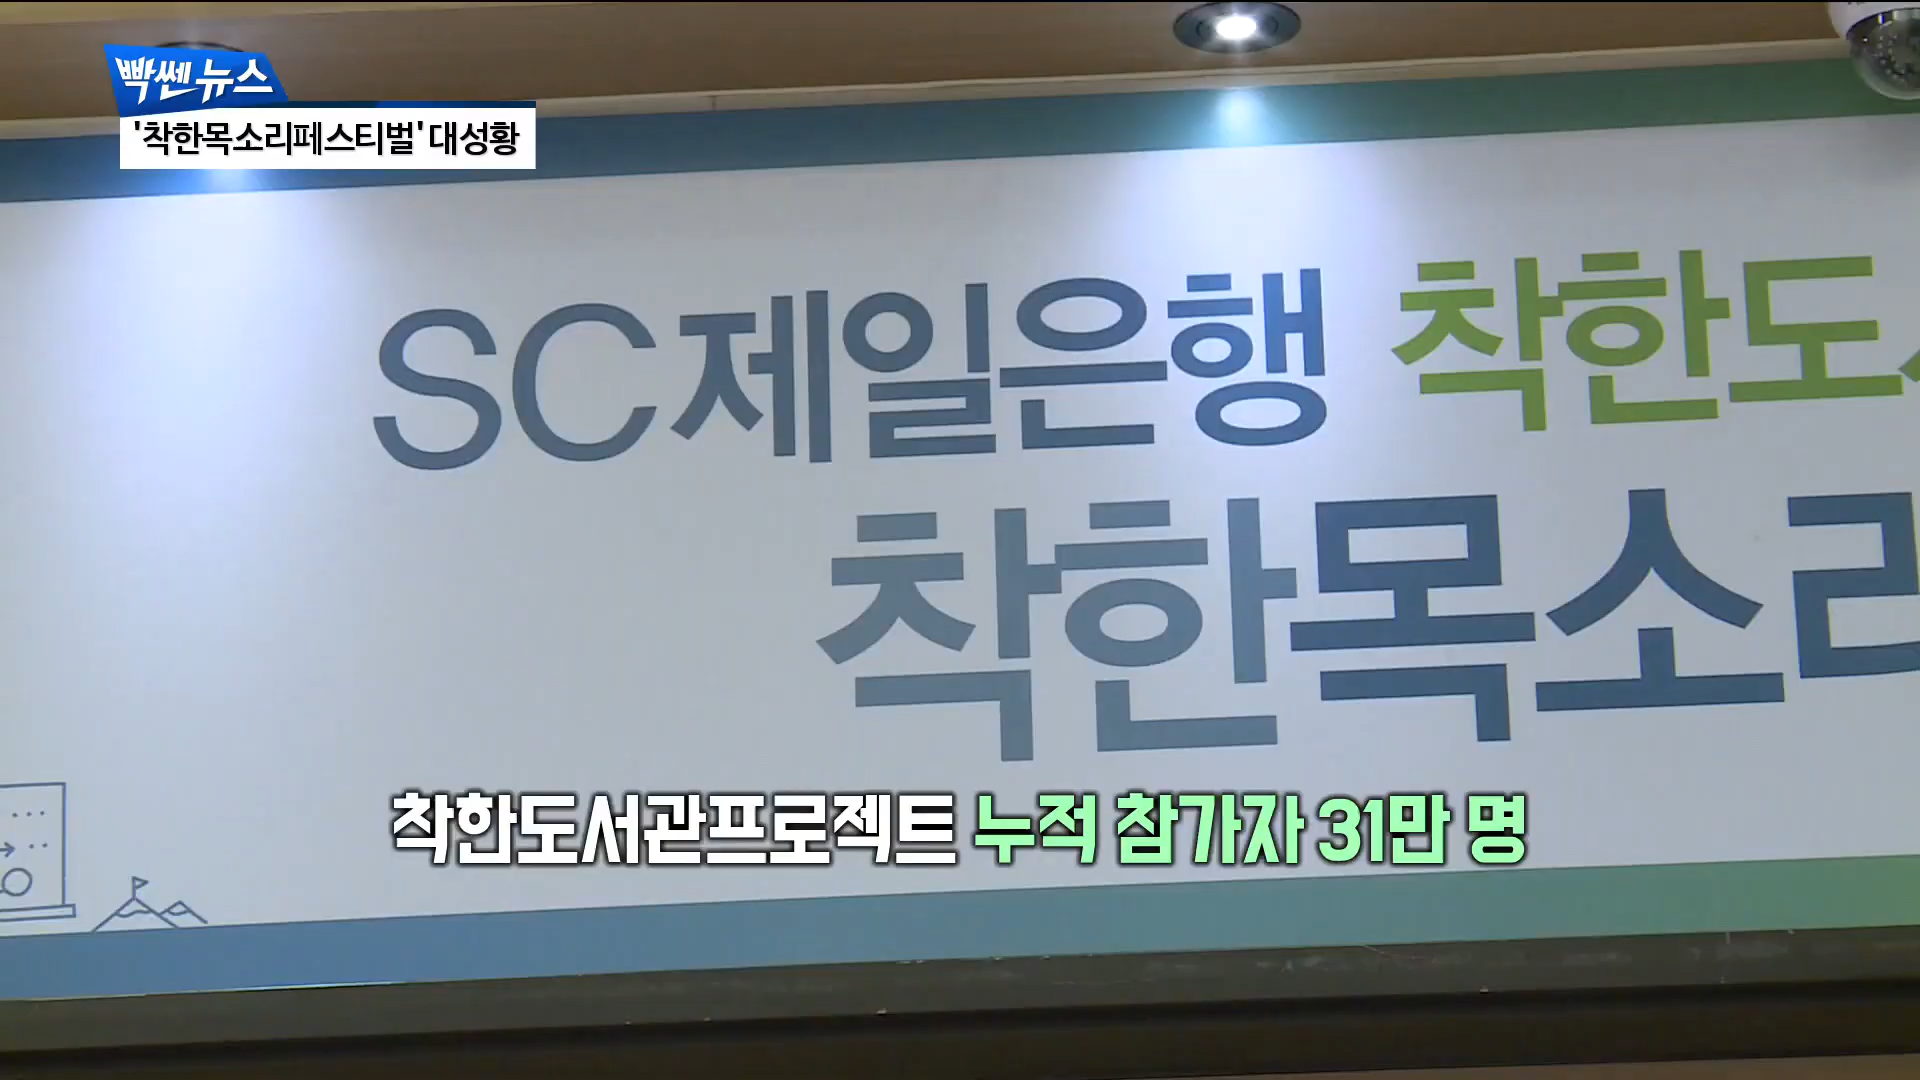 빡쎈뉴스
'착한목소리페스티벌' 대성황
SC제일은행 착한도
착한목소리
착한도서관프로젝트 누적 참가자 31만 명